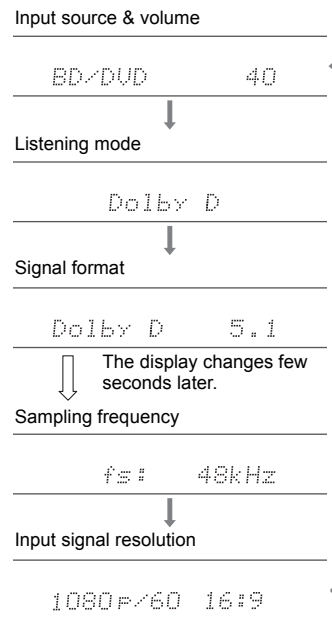 Input source & volume
BD/DVD 40
Listening mode
Dolby D
Signal format
Dolby D 5.1
The display changes few
seconds later.
Sampling frequency
fs: 48kHz
Input signal resolution
1080p/60 16:9